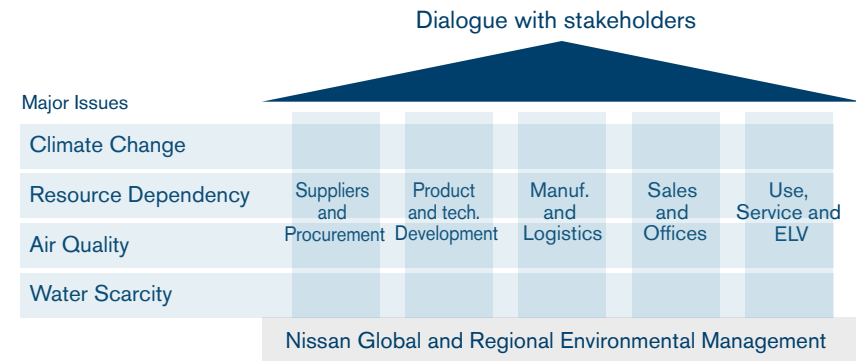 Dialogue with stakeholders
Major Issues
Climate Change
Resource Dependency
Air Quality
Water Scarcity
Suppliers
and
Procurement
Product
and tech.
Development
Manuf.
and
Logistics
Sales
and
Offices
Use,
Service and
ELV
Nissan Global and Regional Environmental Management